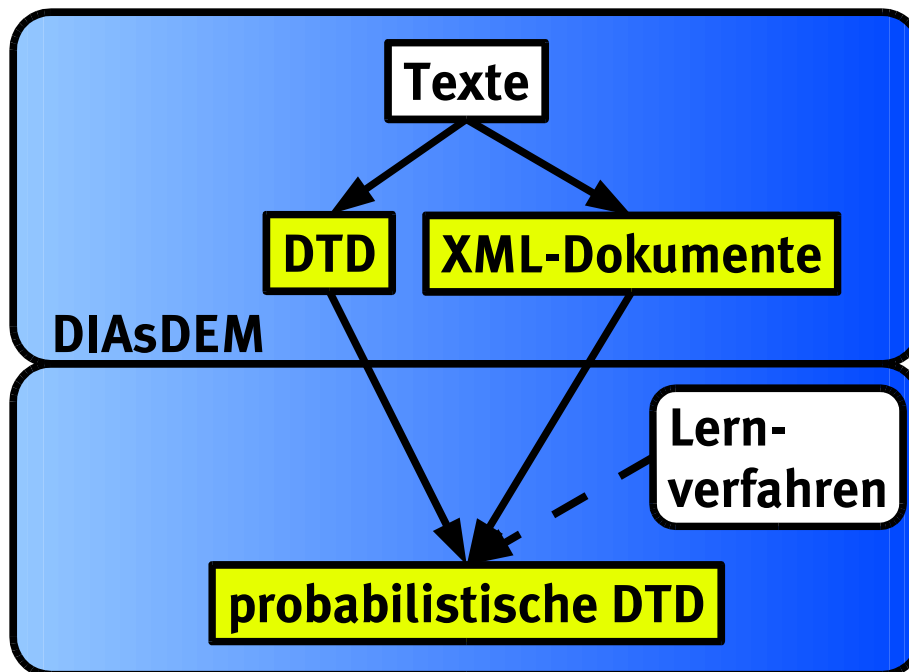 Texte
DTD
XML-Dokumente
DIAsDEM
Lern-
verfahren
probabilistische DTD